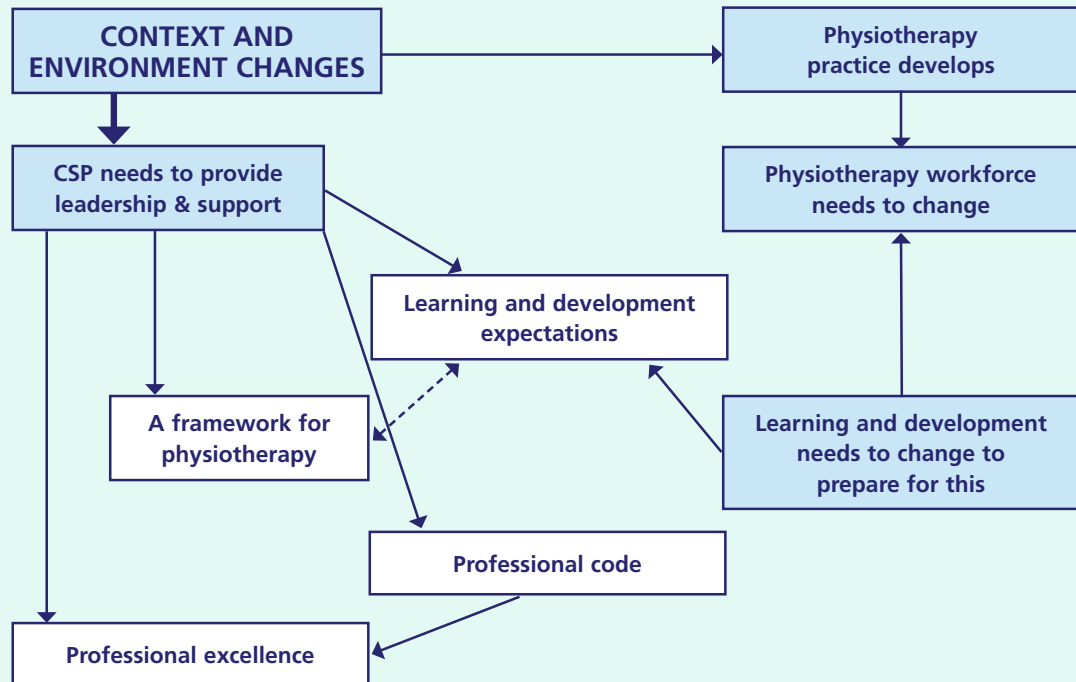 CONTEXT AND
ENVIRONMENT CHANGES
Physiotherapy
practice develops
CSP needs to provide
leadership & support
Physiotherapy workforce
needs to change
Learning and development
expectations
A framework for
physiotherapy
Learning and development
needs to change to
prepare for this
Professional code
Professional excellence